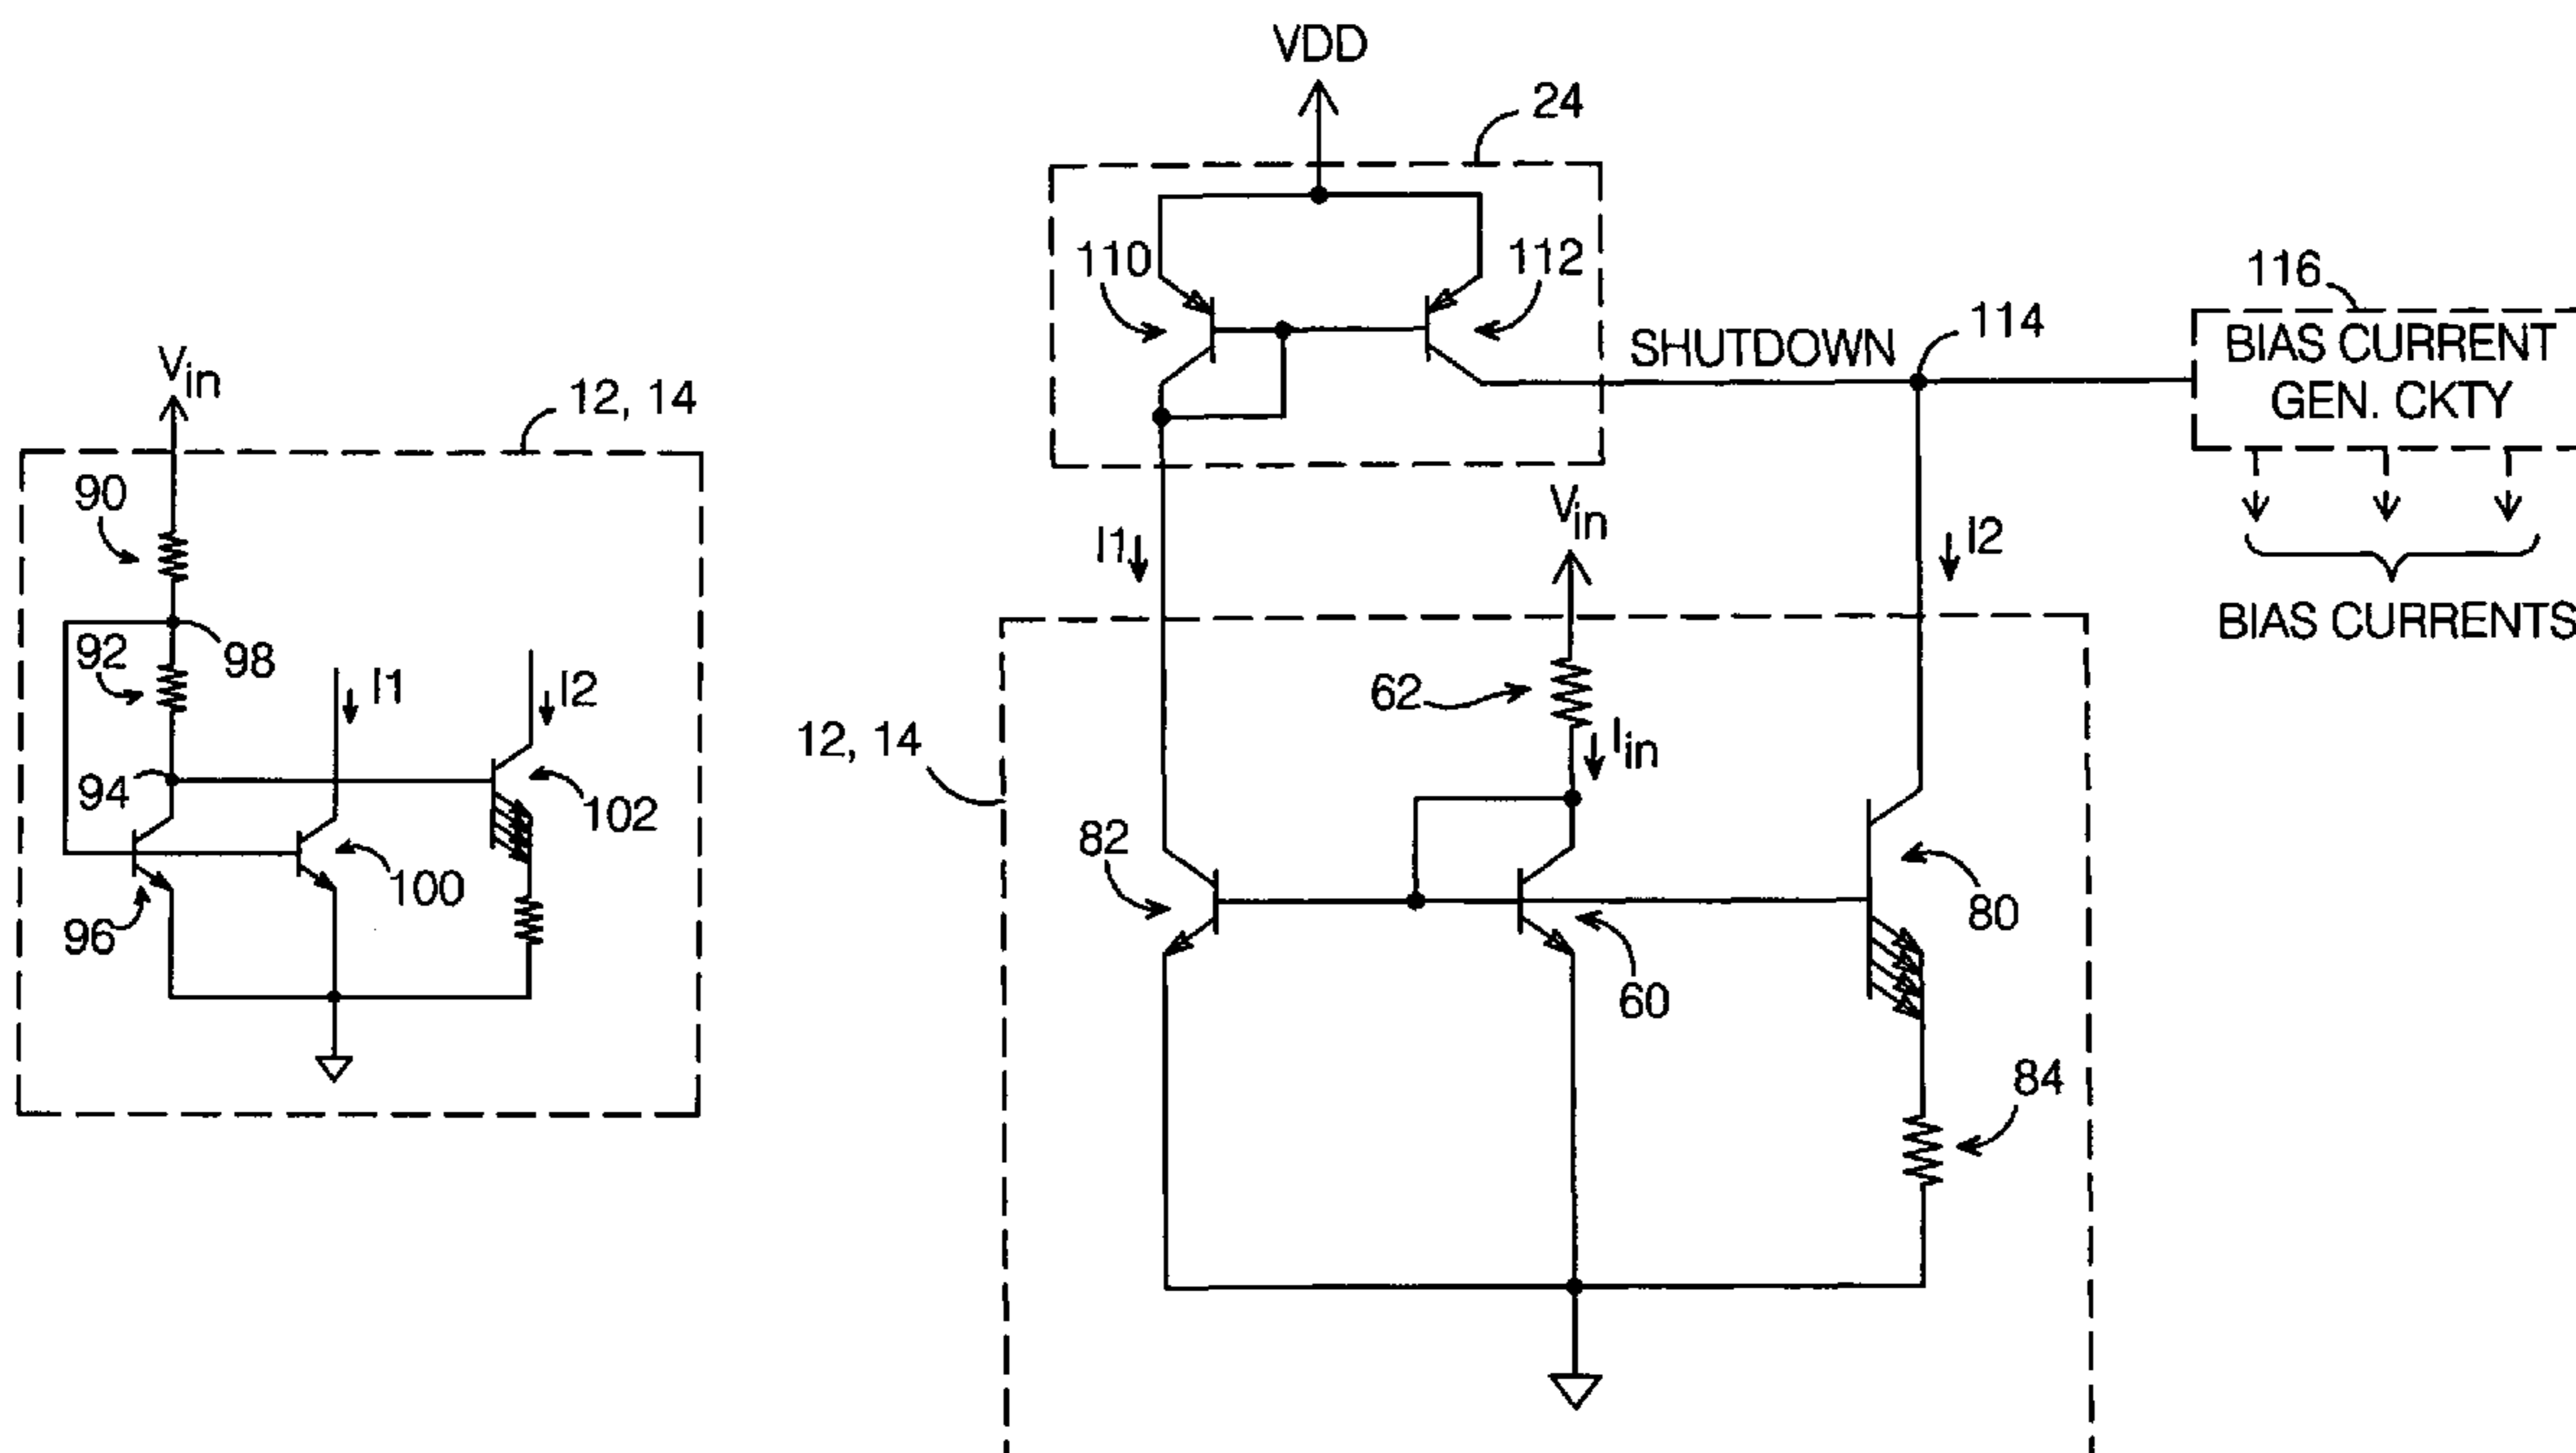 VDD
24
110
112
116
BIAS CURRENT
GEN. CKTY
114
SHUTDOWN
Vin
12, 14
90
Vin
I1
I2
BIAS CURRENTS
92
98
I1
I2
62
Iin
12, 14
94
102
82
100
80
96
60
84